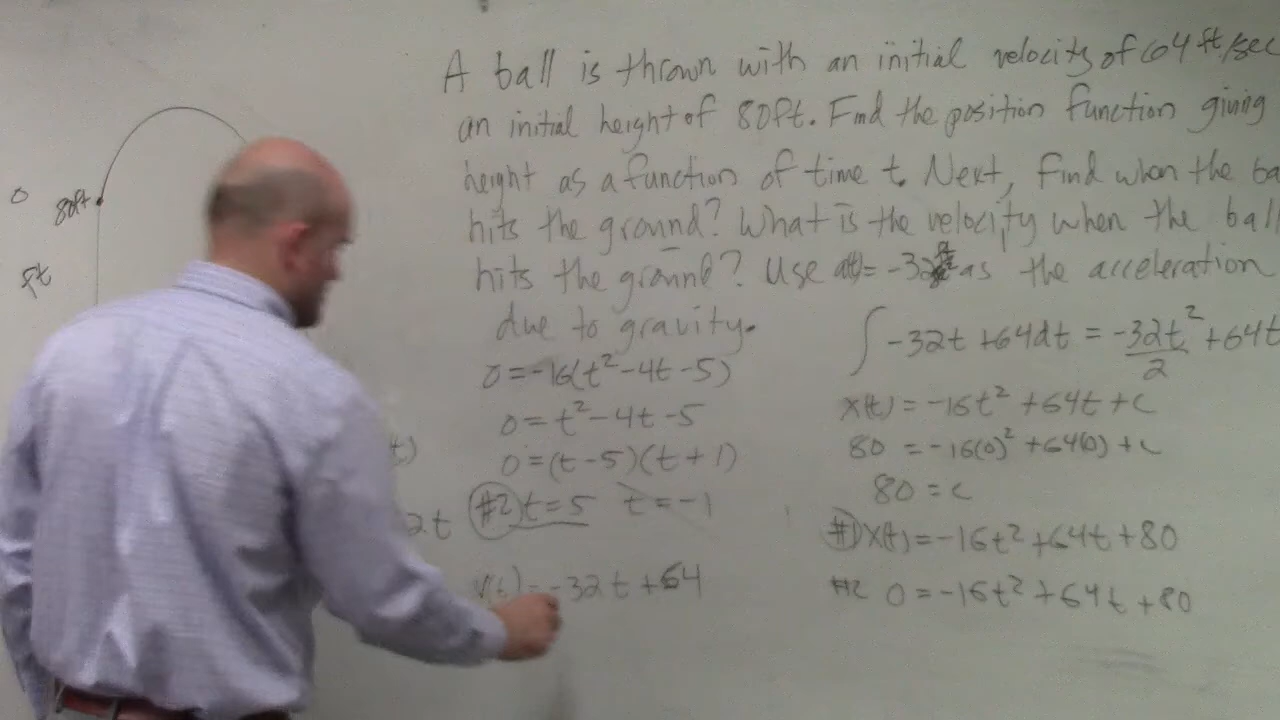 A ball is thrown with an initial velocity of 64 ft/sec
an initial height of 80ft. Find the position function giving
height as a function of time t. Next, find when the ba
hits the ground? What is the velocity when the ball
hits the ground? Use a(t) = -32 as the acceleration
due to gravity.
0
80ft
ft
t)
2t
0 = -16(t² - 4t - 5)
0 = t² - 4t - 5
0 = (t - 5)(t + 1)
#2 t = 5 t = -1
v(t) = -32t + 64
∫ -32t + 64 dt = -32t²/2 + 64t
x(t) = -16t² + 64t + c
80 = -16(0)² + 64(0) + c
80 = c
#1 x(t) = -16t² + 64t + 80
#2 0 = -16t² + 64t + 80